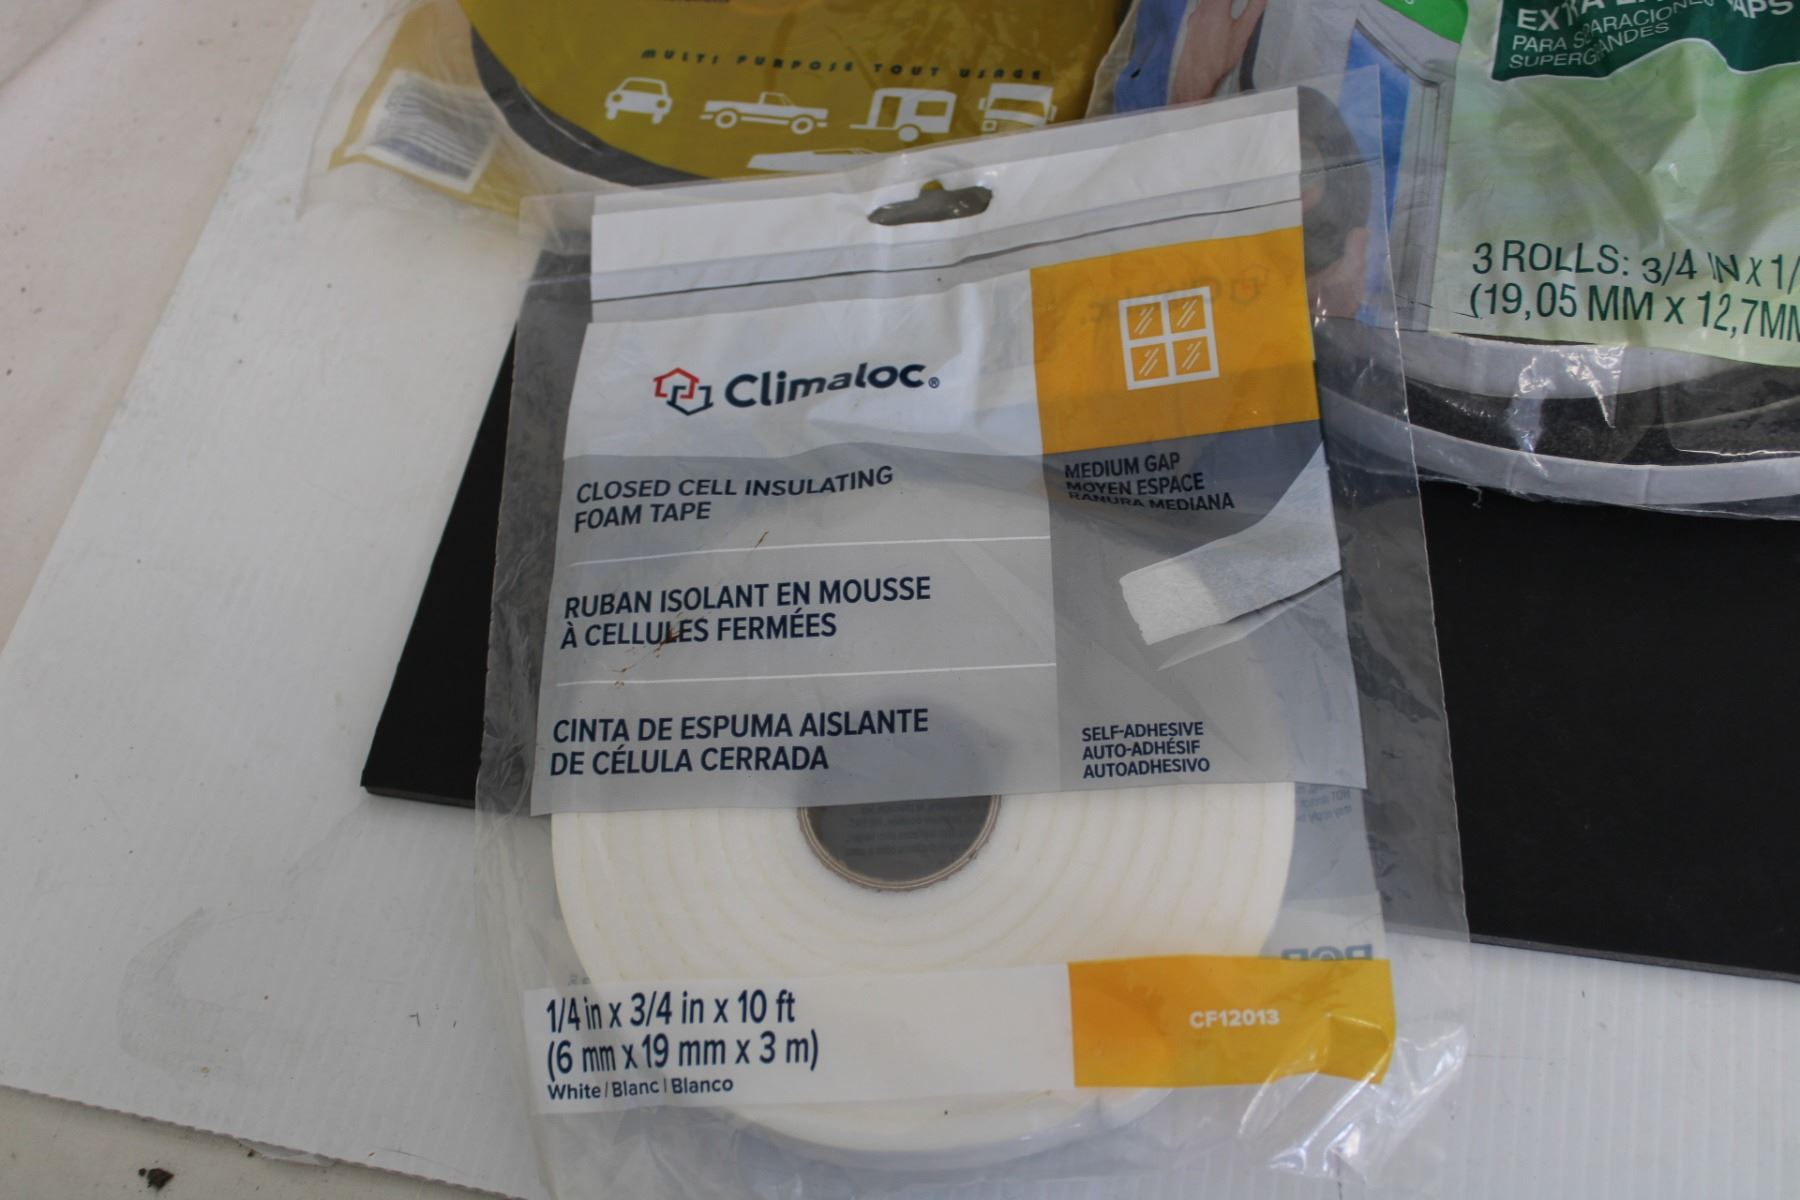 MULTI PURPOSE TOUT USAGE
PARA
SUPERGRANDES
3 ROLLS: 3/4 IN X
(19,05 MM X 12,7MM
Climaloc®
CLOSED CELL INSULATING
FOAM TAPE
RUBAN ISOLANT EN MOUSSE
À CELLULES FERMÉES
CINTA DE ESPUMA AISLANTE
DE CÉLULA CERRADA
MEDIUM GAP
MOYEN ESPACE
RANURA MEDIANA
SELF-ADHESIVE
AUTO-ADHÉSIF
AUTOADHESIVO
1/4 in x 3/4 in x 10 ft
(6 mm x 19 mm x 3 m)
White / Blanc | Blanco
CF12013